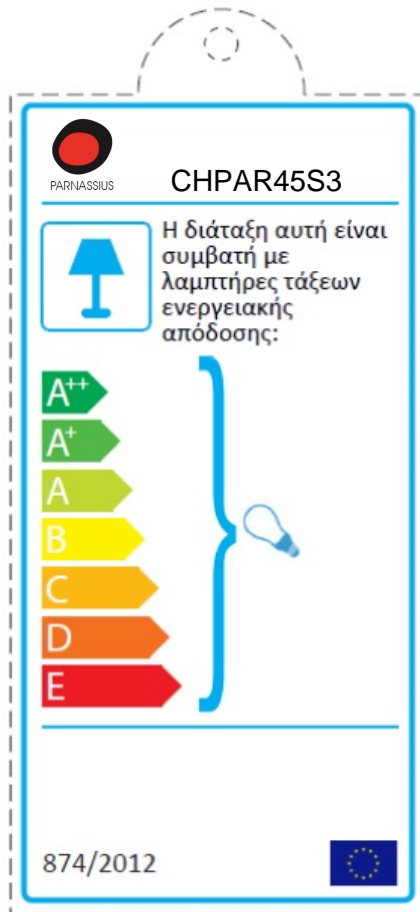 PARNASSIUS
CHPAR45S3
Η διάταξη αυτή είναι
συμβατή με
λαμπτήρες τάξεων
ενεργειακής
απόδοσης:
A++
A+
A
B
C
D
E
874/2012